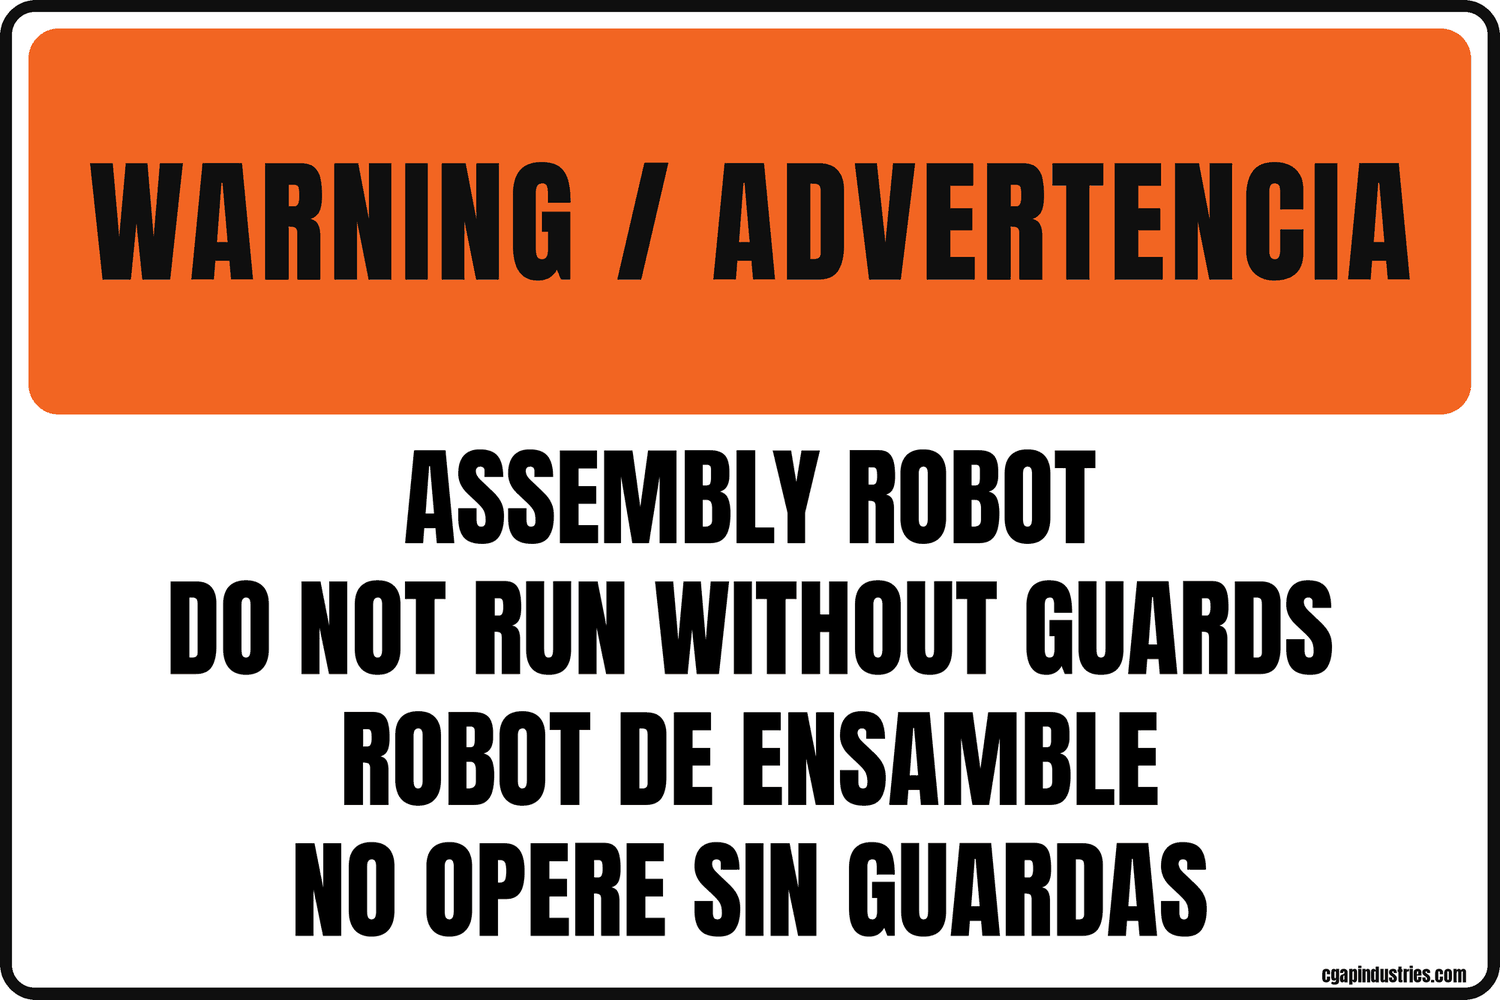 WARNING / ADVERTENCIA
ASSEMBLY ROBOT
DO NOT RUN WITHOUT GUARDS
ROBOT DE ENSAMBLE
NO OPERE SIN GUARDAS
cgapindustries.com